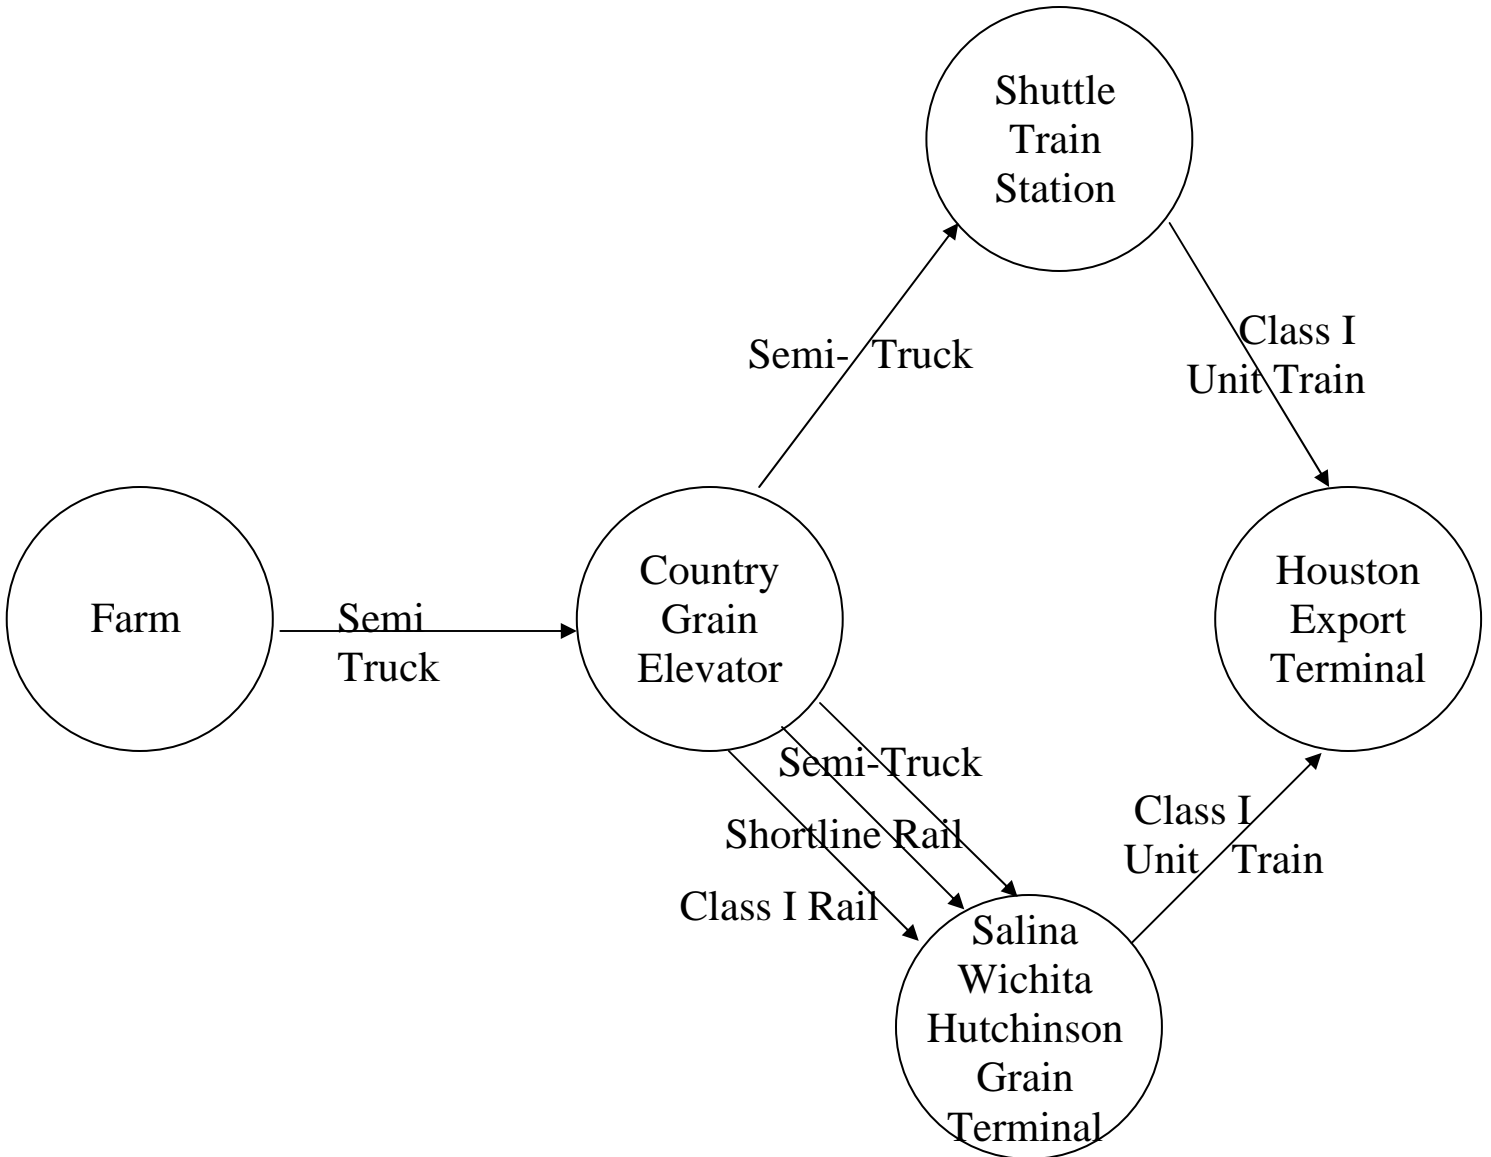 Shuttle
Train
Station
Semi- Truck
Class I
Unit Train
Farm
Semi
Truck
Country
Grain
Elevator
Houston
Export
Terminal
Semi-Truck
Shortline Rail
Class I Rail
Class I
Unit Train
Salina
Wichita
Hutchinson
Grain
Terminal